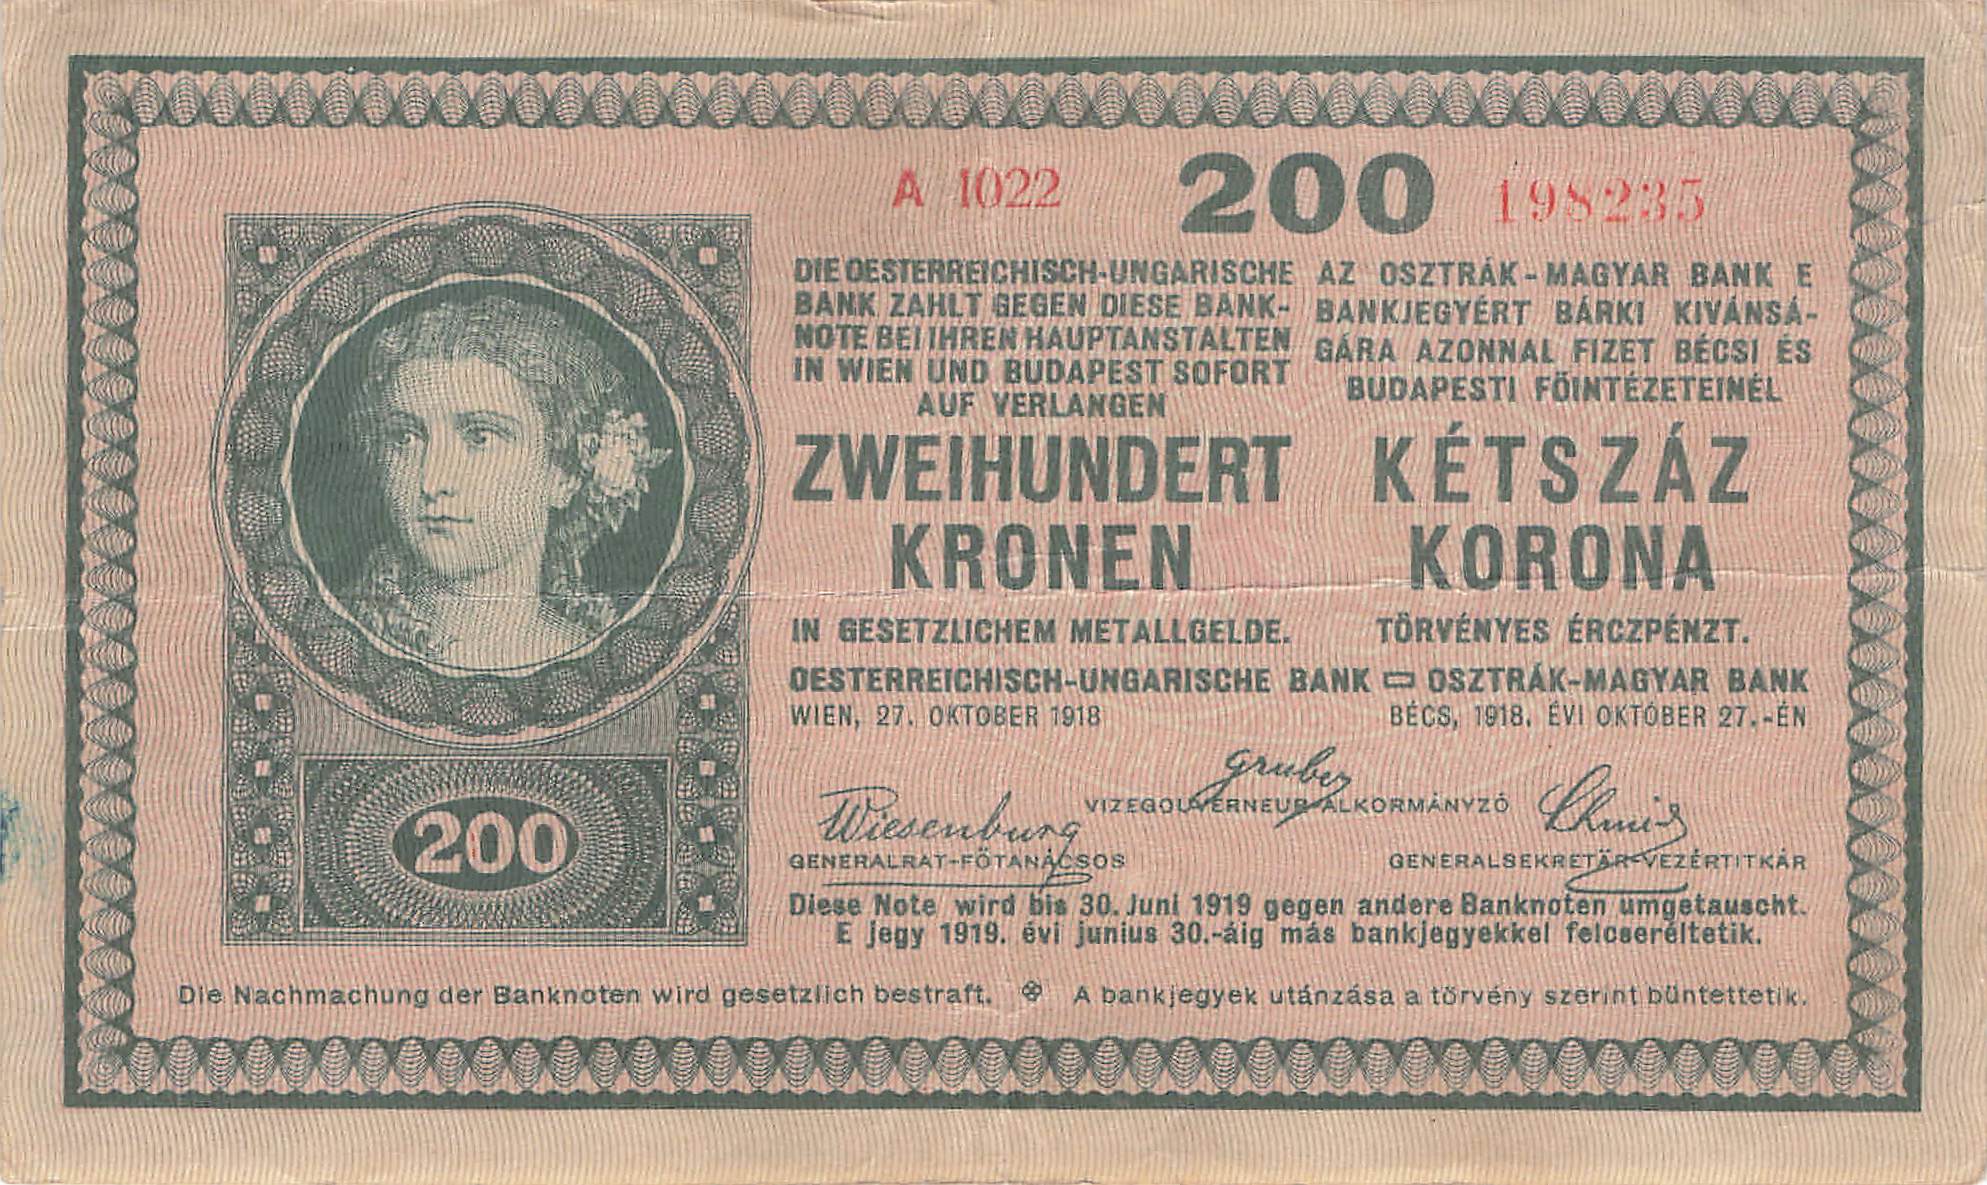 A 1022 200 198235
DIE OESTERREICHISCH-UNGARISCHE
BANK ZAHLT GEGEN DIESE BANK-
NOTE BEI IHREN HAUPTANSTALTEN
IN WIEN UND BUDAPEST SOFORT
AUF VERLANGEN
ZWEIHUNDERT
KRONEN
IN GESETZLICHEM METALLGELDE.
AZ OSZTRÁK-MAGYAR BANK E
BANKJEGYÉRT BÁRKI KIVÁNSÁ-
GÁRA AZONNAL FIZET BÉCSI ÉS
BUDAPESTI FŐINTÉZETEINÉL
KÉTSZÁZ
KORONA
TÖRVÉNYES ÉRCZPÉNZT.
OESTERREICHISCH-UNGARISCHE BANK OSZTRÁK-MAGYAR BANK
WIEN, 27. OKTOBER 1918 BÉCS, 1918. ÉVI OKTÓBER 27.-ÉN
Gruber
VIZEGOUVERNEUR-ALKORMÁNYZÓ
Wiesenburg
GENERALRAT-FŐTANÁCSOS
Schmid
GENERALSEKRETÄR-VEZÉRTITKÁR
200
Diese Note wird bis 30. Juni 1919 gegen andere Banknoten umgetauscht.
E jegy 1919. évi junius 30.-áig más bankjegyekkel felcseréltetik.
Die Nachmachung der Banknoten wird gesetzlich bestraft. A bankjegyek utánzása a törvény szerint büntettetik.